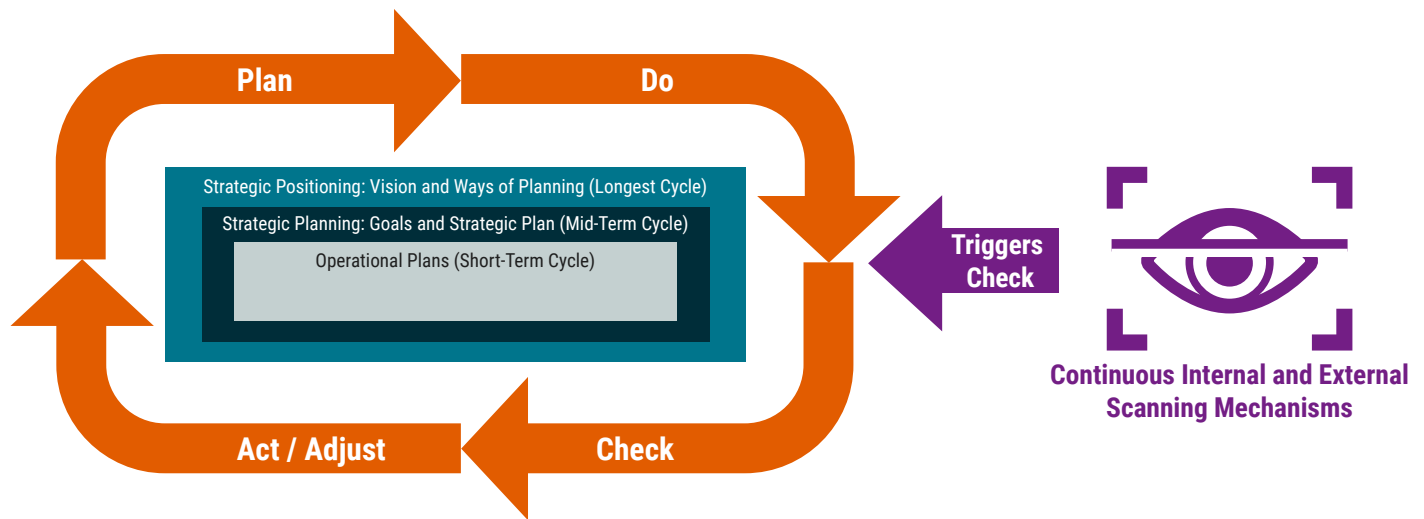 Plan
Do
Strategic Positioning: Vision and Ways of Planning (Longest Cycle)
Strategic Planning: Goals and Strategic Plan (Mid-Term Cycle)
Operational Plans (Short-Term Cycle)
Triggers
Check
Continuous Internal and External
Scanning Mechanisms
Act / Adjust
Check